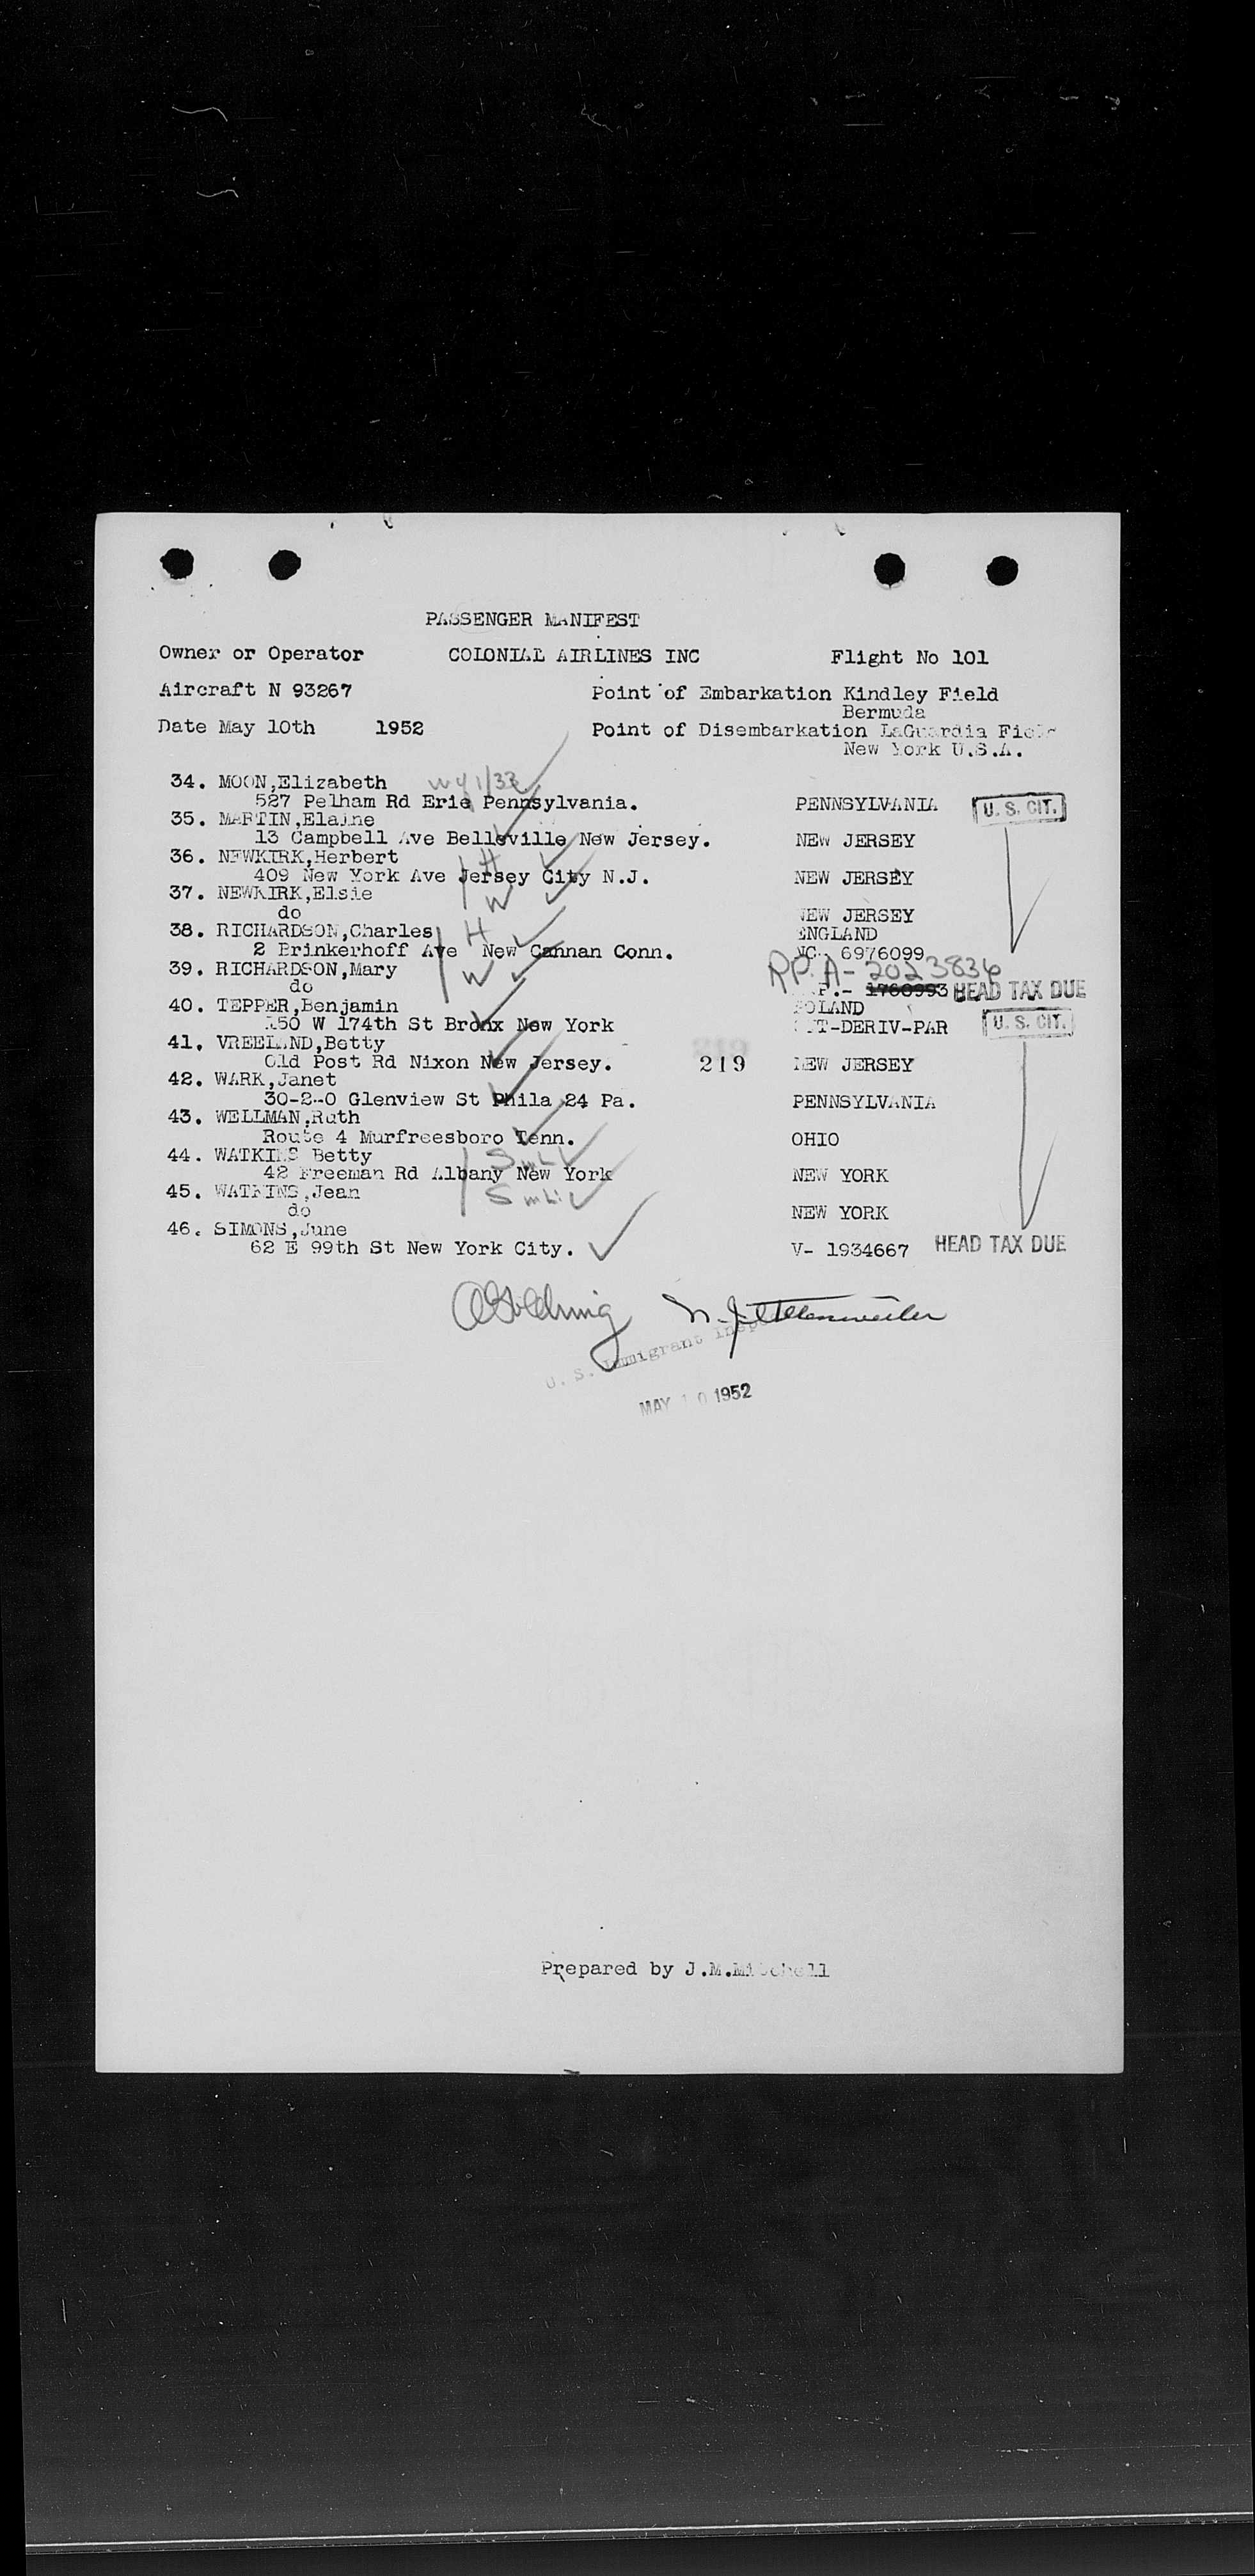 PASSENGER MANIFEST
Owner or Operator COLONIAL AIRLINES INC Flight No 101
Aircraft N 93267 Point of Embarkation Kindley Field
Bermuda
Date May 10th 1952 Point of Disembarkation LaGuardia Field
New York U.S.A.
34. MOON,Elizabeth
527 Pelham Rd Erie Pennsylvania. PENNSYLVANIA U. S. CIT.
35. MARTIN,Elaine
13 Campbell Ave Belleville New Jersey. NEW JERSEY
36. NEWKIRK,Herbert H
409 New York Ave Jersey City N.J. NEW JERSEY
37. NEWKIRK,Elsie W
do NEW JERSEY
38. RICHARDSON,Charles H ENGLAND
2 Brinkerhoff Ave New Cannan Conn. NC- 6976099
39. RICHARDSON,Mary W RP. A- 2023836
do 1760993 HEAD TAX DUE
40. TEPPER,Benjamin POLAND
W 174th St Bronx New York -DERIV-PAR U. S. CIT.
41. VREELAND,Betty
Old Post Rd Nixon New Jersey. 219 NEW JERSEY
42. WARK,Janet
30-2-0 Glenview St Phila 24 Pa. PENNSYLVANIA
43. WELLMAN,Ruth
Route 4 Murfreesboro Tenn. OHIO
44. WATKINS Betty
42 Freeman Rd Albany New York NEW YORK
45. WATKINS,Jean
do NEW YORK
46. SIMONS,June
62 E 99th St New York City. V- 1934667 HEAD TAX DUE
U. S. Immigrant
MAY 10 1952
Prepared by J.M.Mitchell